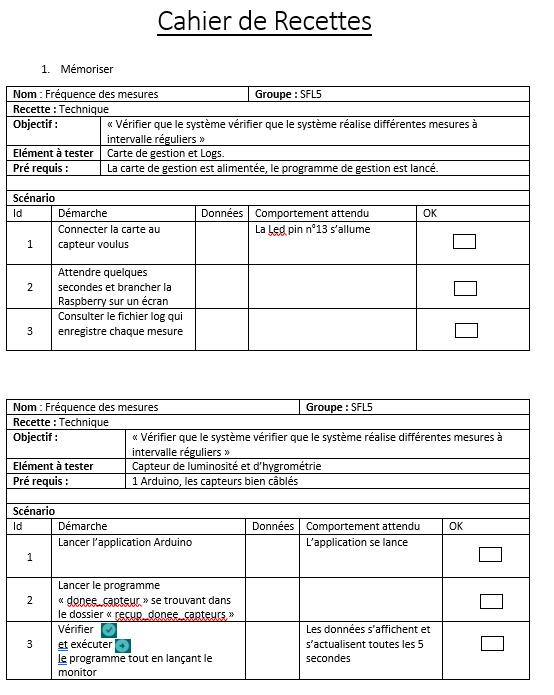 Cahier de Recettes
1. Mémoriser
Nom : Fréquence des mesures Groupe : SFL5
Recette : Technique
Objectif : « Vérifier que le système vérifier que le système réalise différentes mesures à
intervalle réguliers »
Elément à tester Carte de gestion et Logs.
Pré requis : La carte de gestion est alimentée, le programme de gestion est lancé.
Scénario
Id Démarche Données Comportement attendu OK
1 Connecter la carte au La Led pin n°13 s’allume
capteur voulus
2 Attendre quelques
secondes et brancher la
Raspberry sur un écran
3 Consulter le fichier log qui
enregistre chaque mesure
Nom : Fréquence des mesures Groupe : SFL5
Recette : Technique
Objectif : « Vérifier que le système vérifier que le système réalise différentes mesures à
intervalle réguliers »
Elément à tester Capteur de luminosité et d’hygrométrie
Pré requis : 1 Arduino, les capteurs bien câblés
Scénario
Id Démarche Données Comportement attendu OK
1 Lancer l’application Arduino L’application se lance
2 Lancer le programme
« donee_capteur » se trouvant dans
le dossier « recup_donee_capteurs »
3 Vérifier Les données s’affichent et
et exécuter s’actualisent toutes les 5
le programme tout en lançant le secondes
monitor